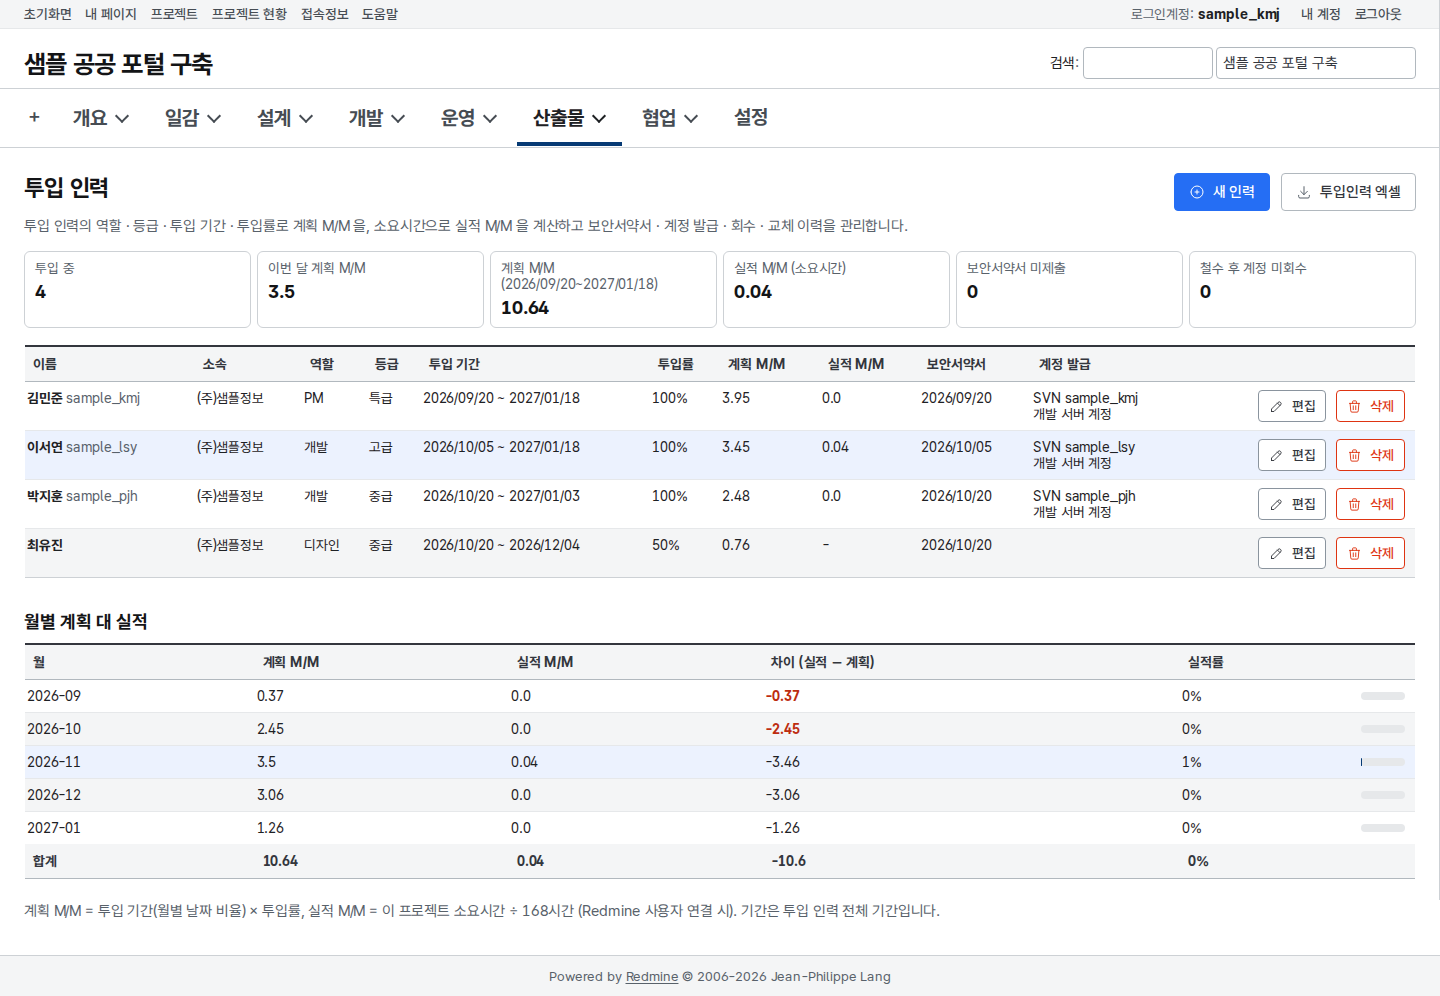 초기화면 내 페이지 프로젝트 프로젝트 현황 접속정보 도움말 로그인계정: sample_kmj 내 계정 로그아웃
샘플 공공 포털 구축 검색: 샘플 공공 포털 구축
+ 개요 일감 설계 개발 운영 산출물 협업 설정
투입 인력 새 인력 투입인력 엑셀
투입 인력의 역할 · 등급 · 투입 기간 · 투입률로 계획 M/M 을, 소요시간으로 실적 M/M 을 계산하고 보안서약서 · 계정 발급 · 회수 · 교체 이력을 관리합니다.
투입 중
4
이번 달 계획 M/M
3.5
계획 M/M
(2026/09/20~2027/01/18)
10.64
실적 M/M (소요시간)
0.04
보안서약서 미제출
0
철수 후 계정 미회수
0
이름 소속 역할 등급 투입 기간 투입률 계획 M/M 실적 M/M 보안서약서 계정 발급
김민준 sample_kmj (주)샘플정보 PM 특급 2026/09/20 ~ 2027/01/18 100% 3.95 0.0 2026/09/20 SVN sample_kmj 편집 삭제
개발 서버 계정
이서연 sample_lsy (주)샘플정보 개발 고급 2026/10/05 ~ 2027/01/18 100% 3.45 0.04 2026/10/05 SVN sample_lsy 편집 삭제
개발 서버 계정
박지훈 sample_pjh (주)샘플정보 개발 중급 2026/10/20 ~ 2027/01/03 100% 2.48 0.0 2026/10/20 SVN sample_pjh 편집 삭제
개발 서버 계정
최유진 (주)샘플정보 디자인 중급 2026/10/20 ~ 2026/12/04 50% 0.76 - 2026/10/20 편집 삭제
월별 계획 대 실적
월 계획 M/M 실적 M/M 차이 (실적 − 계획) 실적률
2026-09 0.37 0.0 -0.37 0%
2026-10 2.45 0.0 -2.45 0%
2026-11 3.5 0.04 -3.46 1%
2026-12 3.06 0.0 -3.06 0%
2027-01 1.26 0.0 -1.26 0%
합계 10.64 0.04 -10.6 0%
계획 M/M = 투입 기간(월별 날짜 비율) × 투입률, 실적 M/M = 이 프로젝트 소요시간 ÷ 168시간 (Redmine 사용자 연결 시). 기간은 투입 인력 전체 기간입니다.
Powered by Redmine © 2006-2026 Jean-Philippe Lang